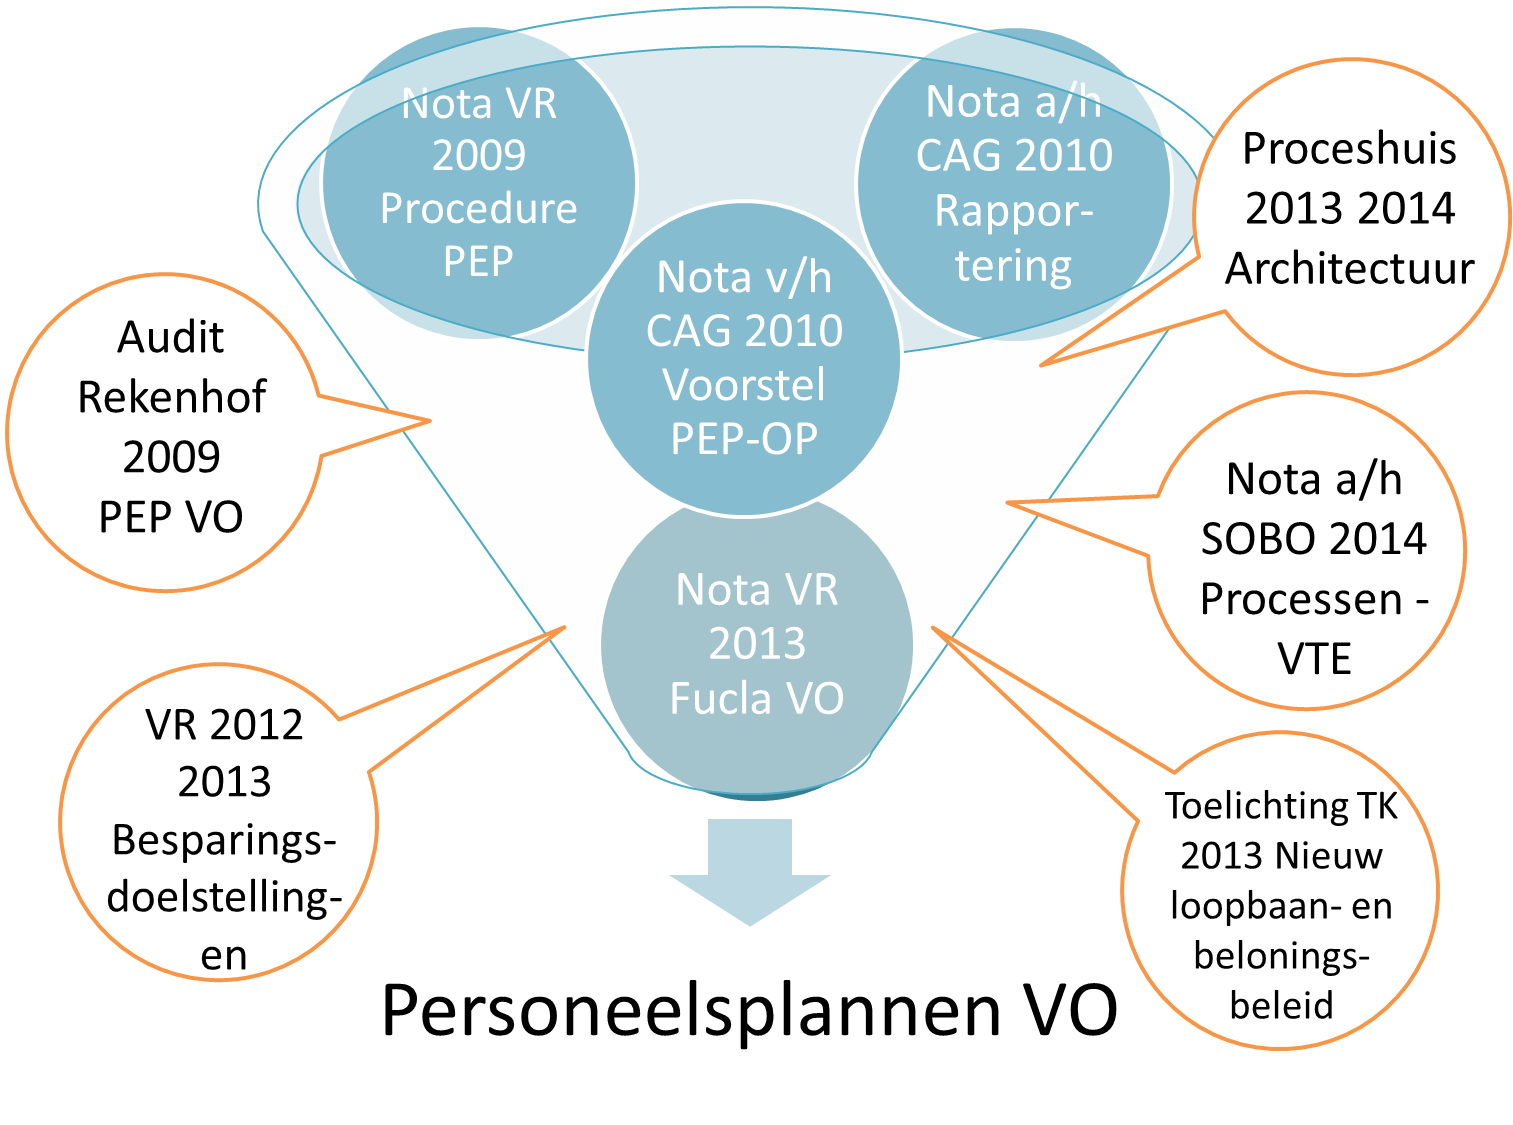 Nota VR
2009
Procedure
PEP
Nota a/h
CAG 2010
Rappor-
tering
Proceshuis
2013 2014
Architectuur
Nota v/h
CAG 2010
Voorstel
PEP-OP
Audit
Rekenhof
2009
PEP VO
Nota a/h
SOBO 2014
Processen -
VTE
Nota VR
2013
Fucla VO
VR 2012
2013
Besparings-
doelstelling-
en
Toelichting TK
2013 Nieuw
loopbaan- en
belonings-
beleid
Personeelsplannen VO